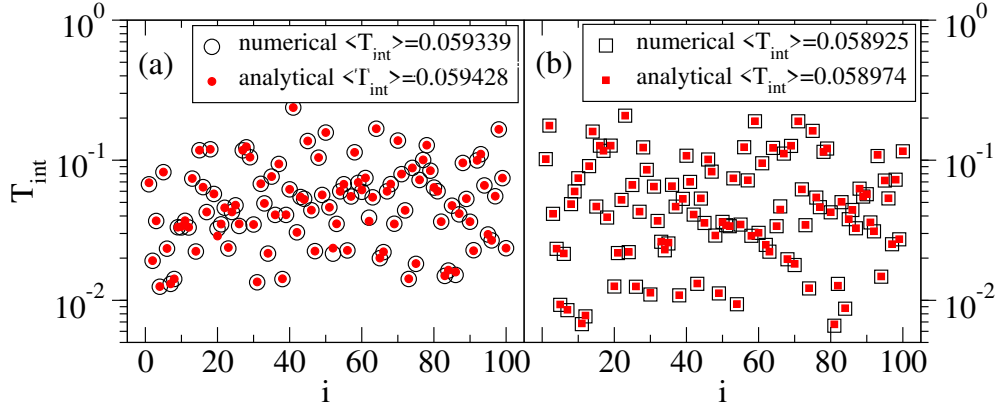 10^0 10^0
(a) numerical <T_int>=0.059339
analytical <T_int>=0.059428
(b) numerical <T_int>=0.058925
analytical <T_int>=0.058974
10^-1 10^-1
T_int
10^-2 10^-2
0 20 40 60 80 100 20 40 60 80 100
i i